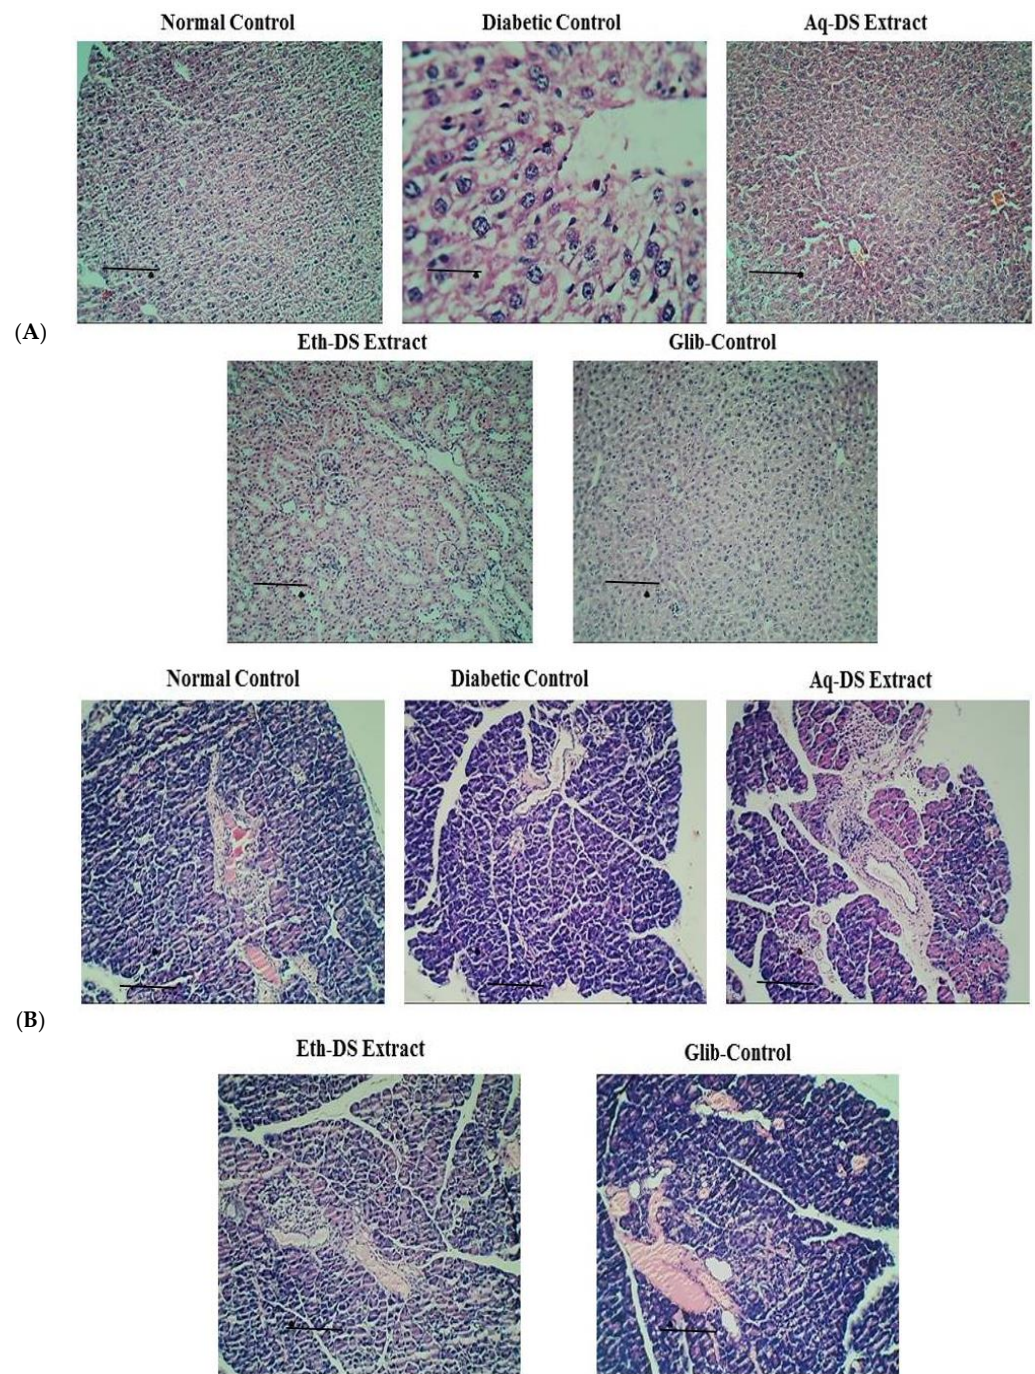 Normal Control
Diabetic Control
Aq-DS Extract
(A)
Eth-DS Extract
Glib-Control
Normal Control
Diabetic Control
Aq-DS Extract
(B)
Eth-DS Extract
Glib-Control